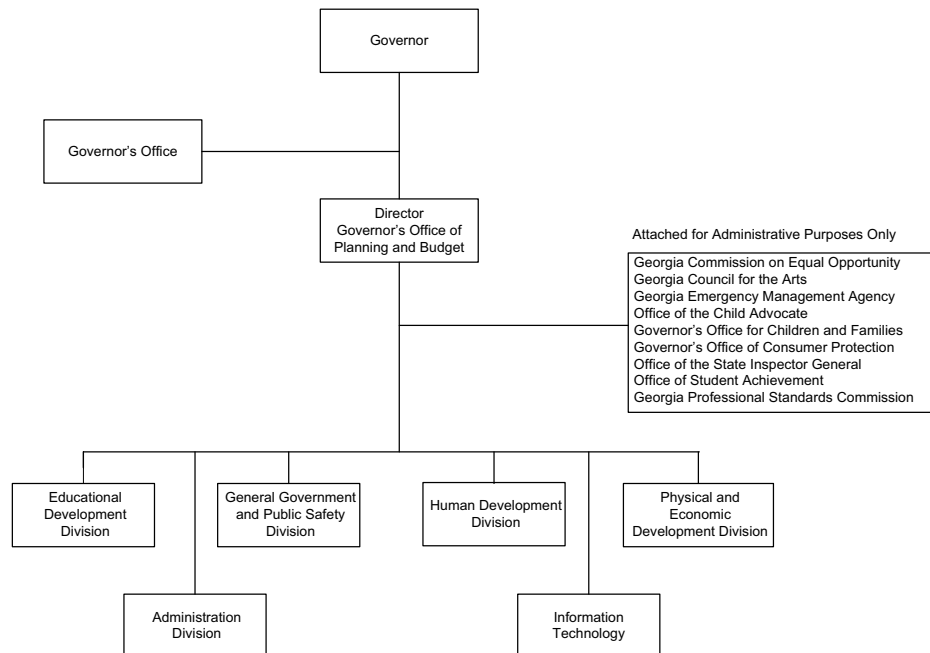 Governor
Governor’s Office
Director
Governor’s Office of
Planning and Budget
Attached for Administrative Purposes Only
Georgia Commission on Equal Opportunity
Georgia Council for the Arts
Georgia Emergency Management Agency
Office of the Child Advocate
Governor’s Office for Children and Families
Governor’s Office of Consumer Protection
Office of the State Inspector General
Office of Student Achievement
Georgia Professional Standards Commission
Educational
Development
Division
General Government
and Public Safety
Division
Human Development
Division
Physical and
Economic
Development Division
Administration
Division
Information
Technology